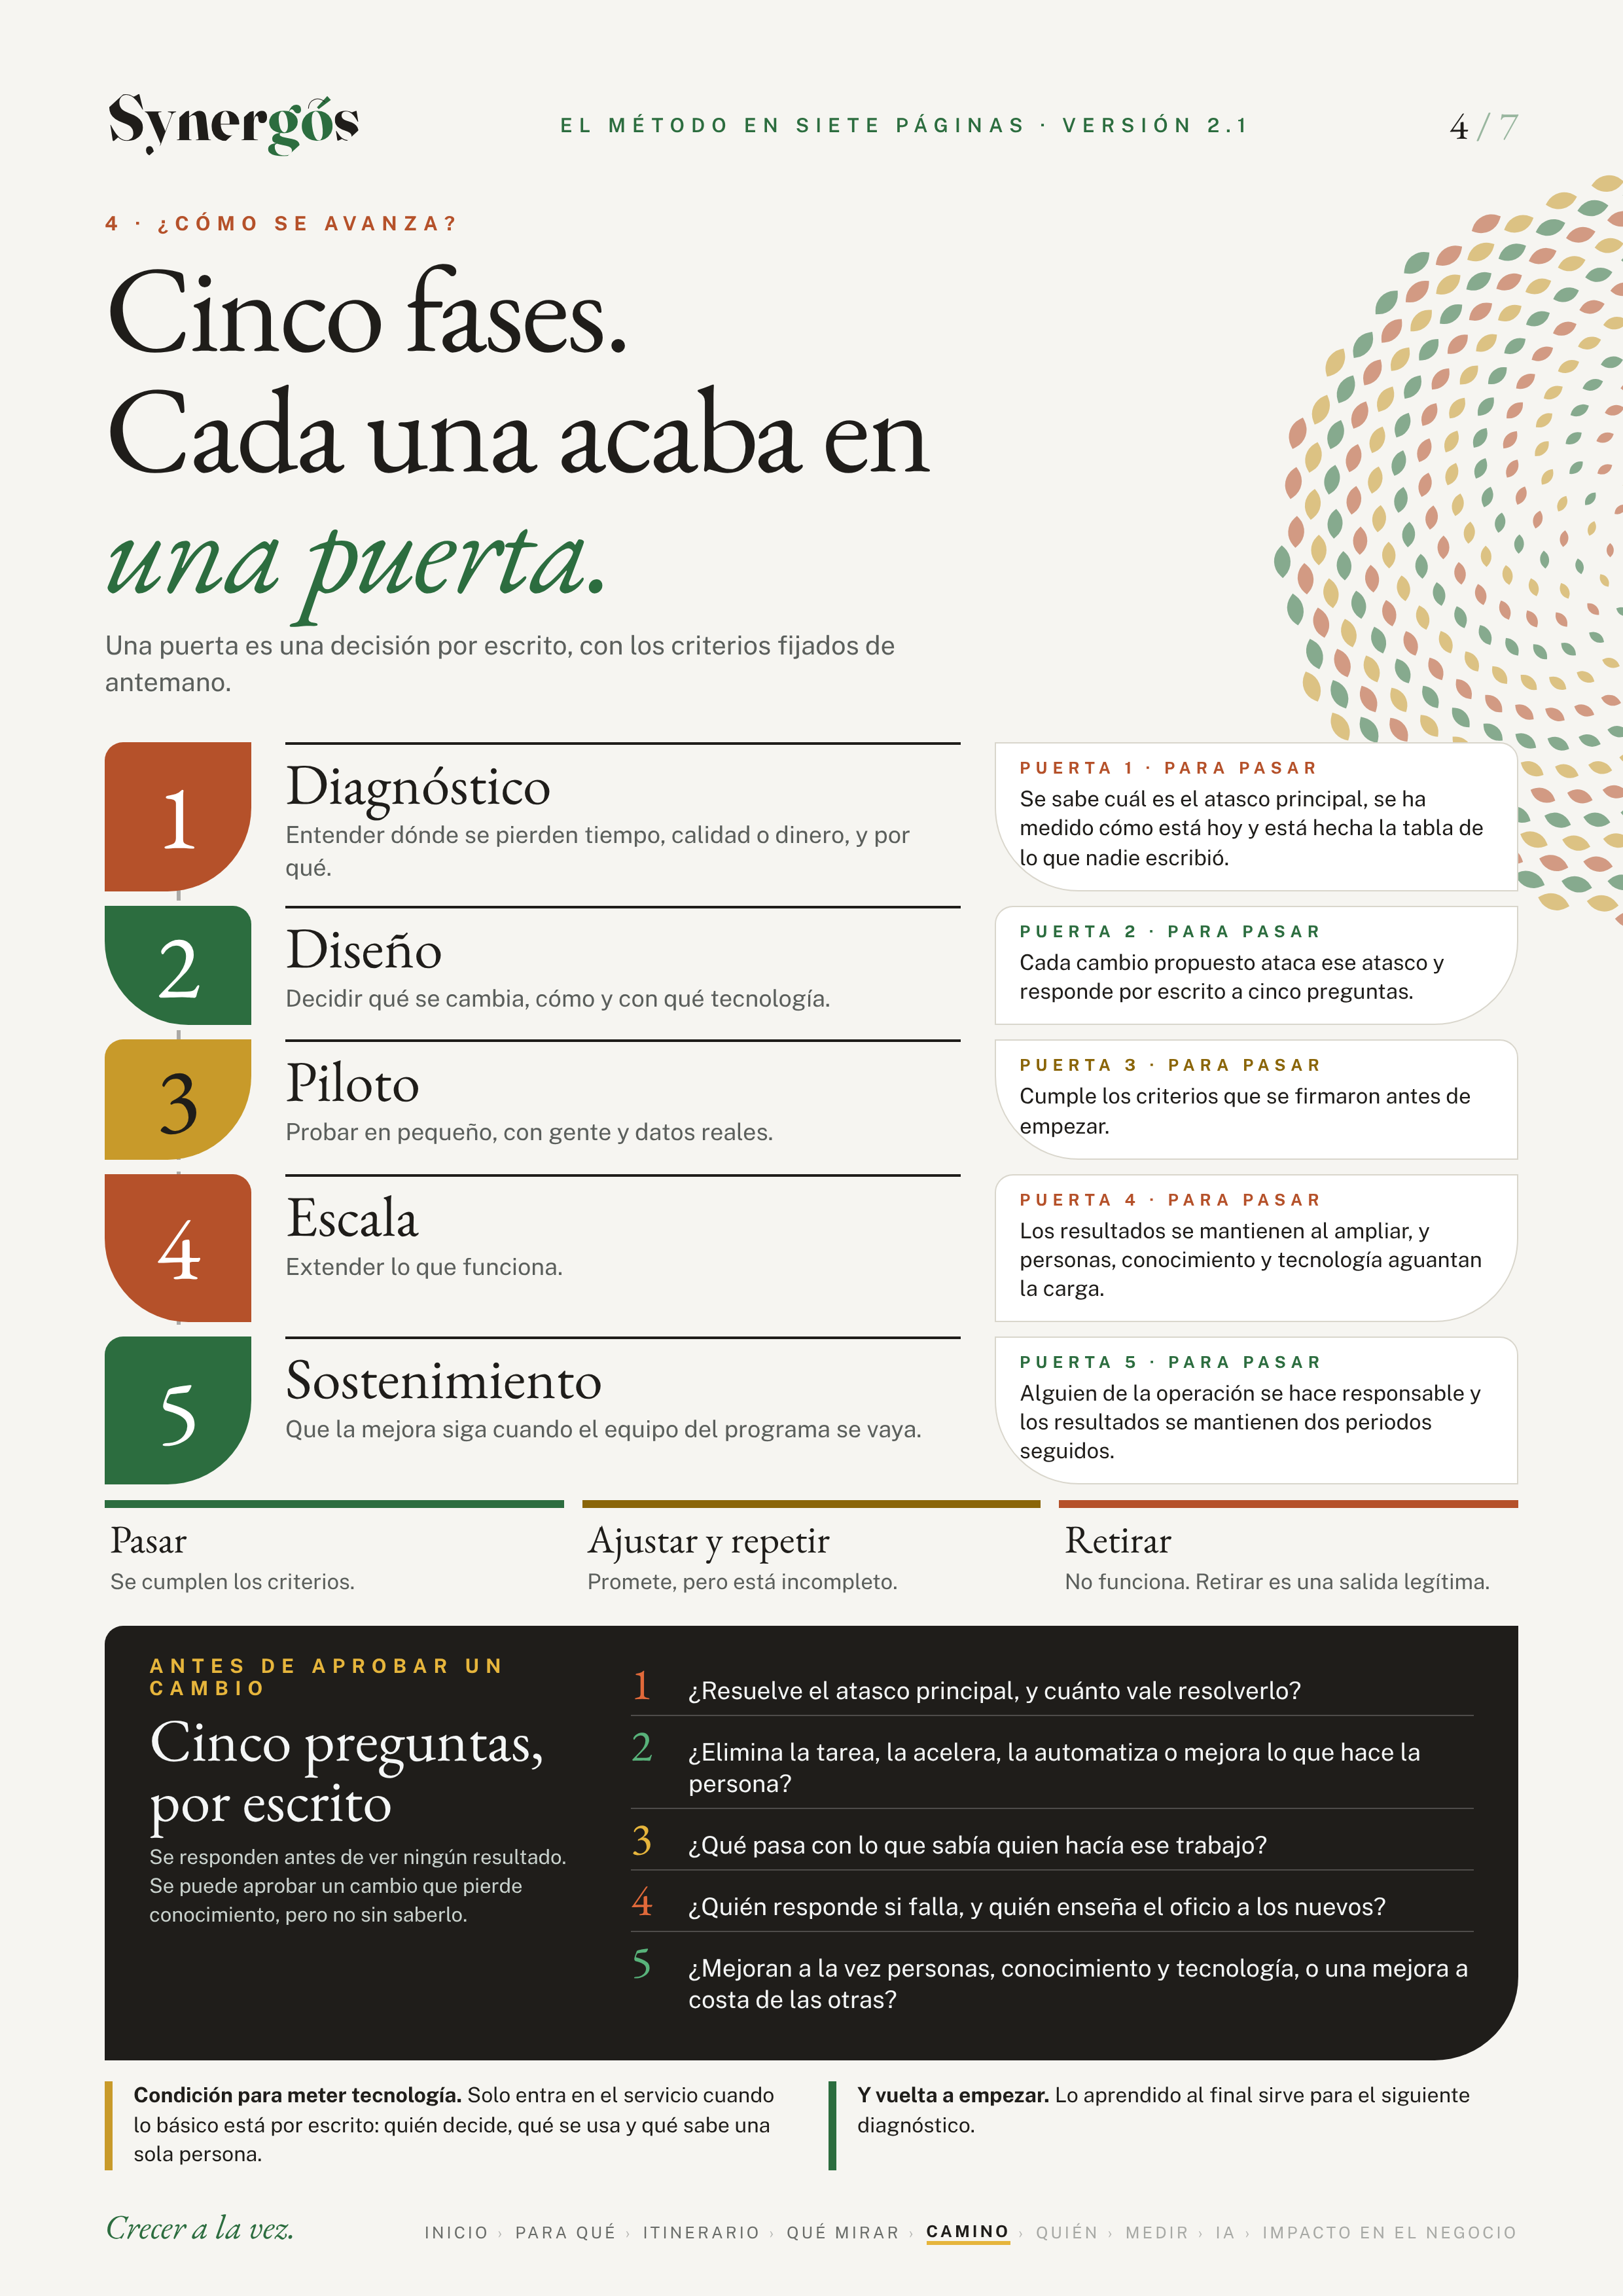 Synergós
EL MÉTODO EN SIETE PÁGINAS · VERSIÓN 2.1
4 / 7
4 · ¿CÓMO SE AVANZA?
Cinco fases.
Cada una acaba en
una puerta.
Una puerta es una decisión por escrito, con los criterios fijados de
antemano.
1
Diagnóstico
Entender dónde se pierden tiempo, calidad o dinero, y por
qué.
PUERTA 1 · PARA PASAR
Se sabe cuál es el atasco principal, se ha
medido cómo está hoy y está hecha la tabla de
lo que nadie escribió.
2
Diseño
Decidir qué se cambia, cómo y con qué tecnología.
PUERTA 2 · PARA PASAR
Cada cambio propuesto ataca ese atasco y
responde por escrito a cinco preguntas.
3
Piloto
Probar en pequeño, con gente y datos reales.
PUERTA 3 · PARA PASAR
Cumple los criterios que se firmaron antes de
empezar.
4
Escala
Extender lo que funciona.
PUERTA 4 · PARA PASAR
Los resultados se mantienen al ampliar, y
personas, conocimiento y tecnología aguantan
la carga.
5
Sostenimiento
Que la mejora siga cuando el equipo del programa se vaya.
PUERTA 5 · PARA PASAR
Alguien de la operación se hace responsable y
los resultados se mantienen dos periodos
seguidos.
Pasar
Se cumplen los criterios.
Ajustar y repetir
Promete, pero está incompleto.
Retirar
No funciona. Retirar es una salida legítima.
ANTES DE APROBAR UN
CAMBIO
Cinco preguntas,
por escrito
Se responden antes de ver ningún resultado.
Se puede aprobar un cambio que pierde
conocimiento, pero no sin saberlo.
1 ¿Resuelve el atasco principal, y cuánto vale resolverlo?
2 ¿Elimina la tarea, la acelera, la automatiza o mejora lo que hace la
persona?
3 ¿Qué pasa con lo que sabía quien hacía ese trabajo?
4 ¿Quién responde si falla, y quién enseña el oficio a los nuevos?
5 ¿Mejoran a la vez personas, conocimiento y tecnología, o una mejora a
costa de las otras?
Condición para meter tecnología. Solo entra en el servicio cuando
lo básico está por escrito: quién decide, qué se usa y qué sabe una
sola persona.
Y vuelta a empezar. Lo aprendido al final sirve para el siguiente
diagnóstico.
Crecer a la vez.
INICIO › PARA QUÉ › ITINERARIO › QUÉ MIRAR › CAMINO › QUIÉN › MEDIR › IA › IMPACTO EN EL NEGOCIO